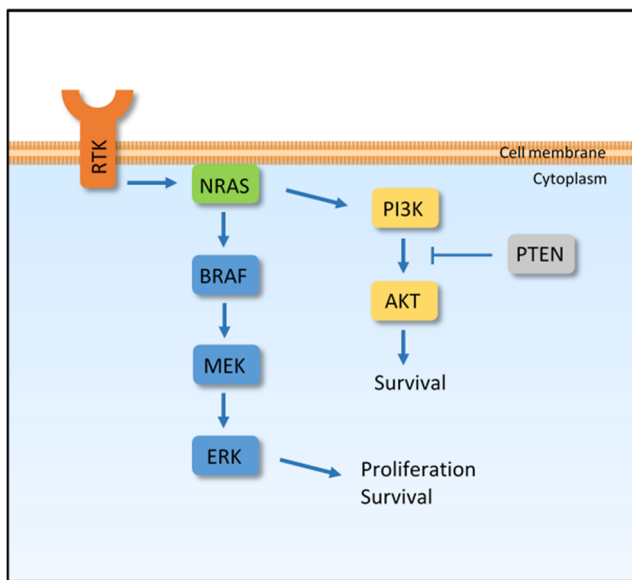 RTK
Cell membrane
Cytoplasm
NRAS
PI3K
PTEN
BRAF
AKT
MEK
Survival
ERK
Proliferation
Survival